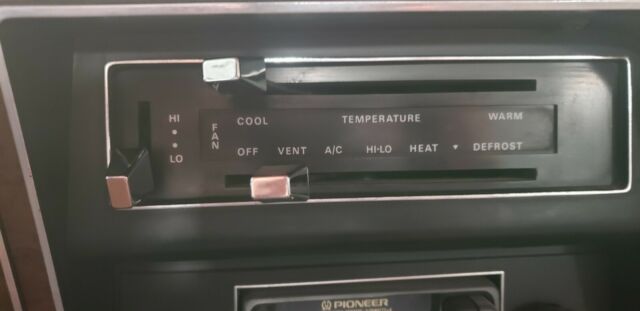 HI
LO
FAN
COOL TEMPERATURE WARM
OFF VENT A/C HI-LO HEAT ▼ DEFROST
PIONEER